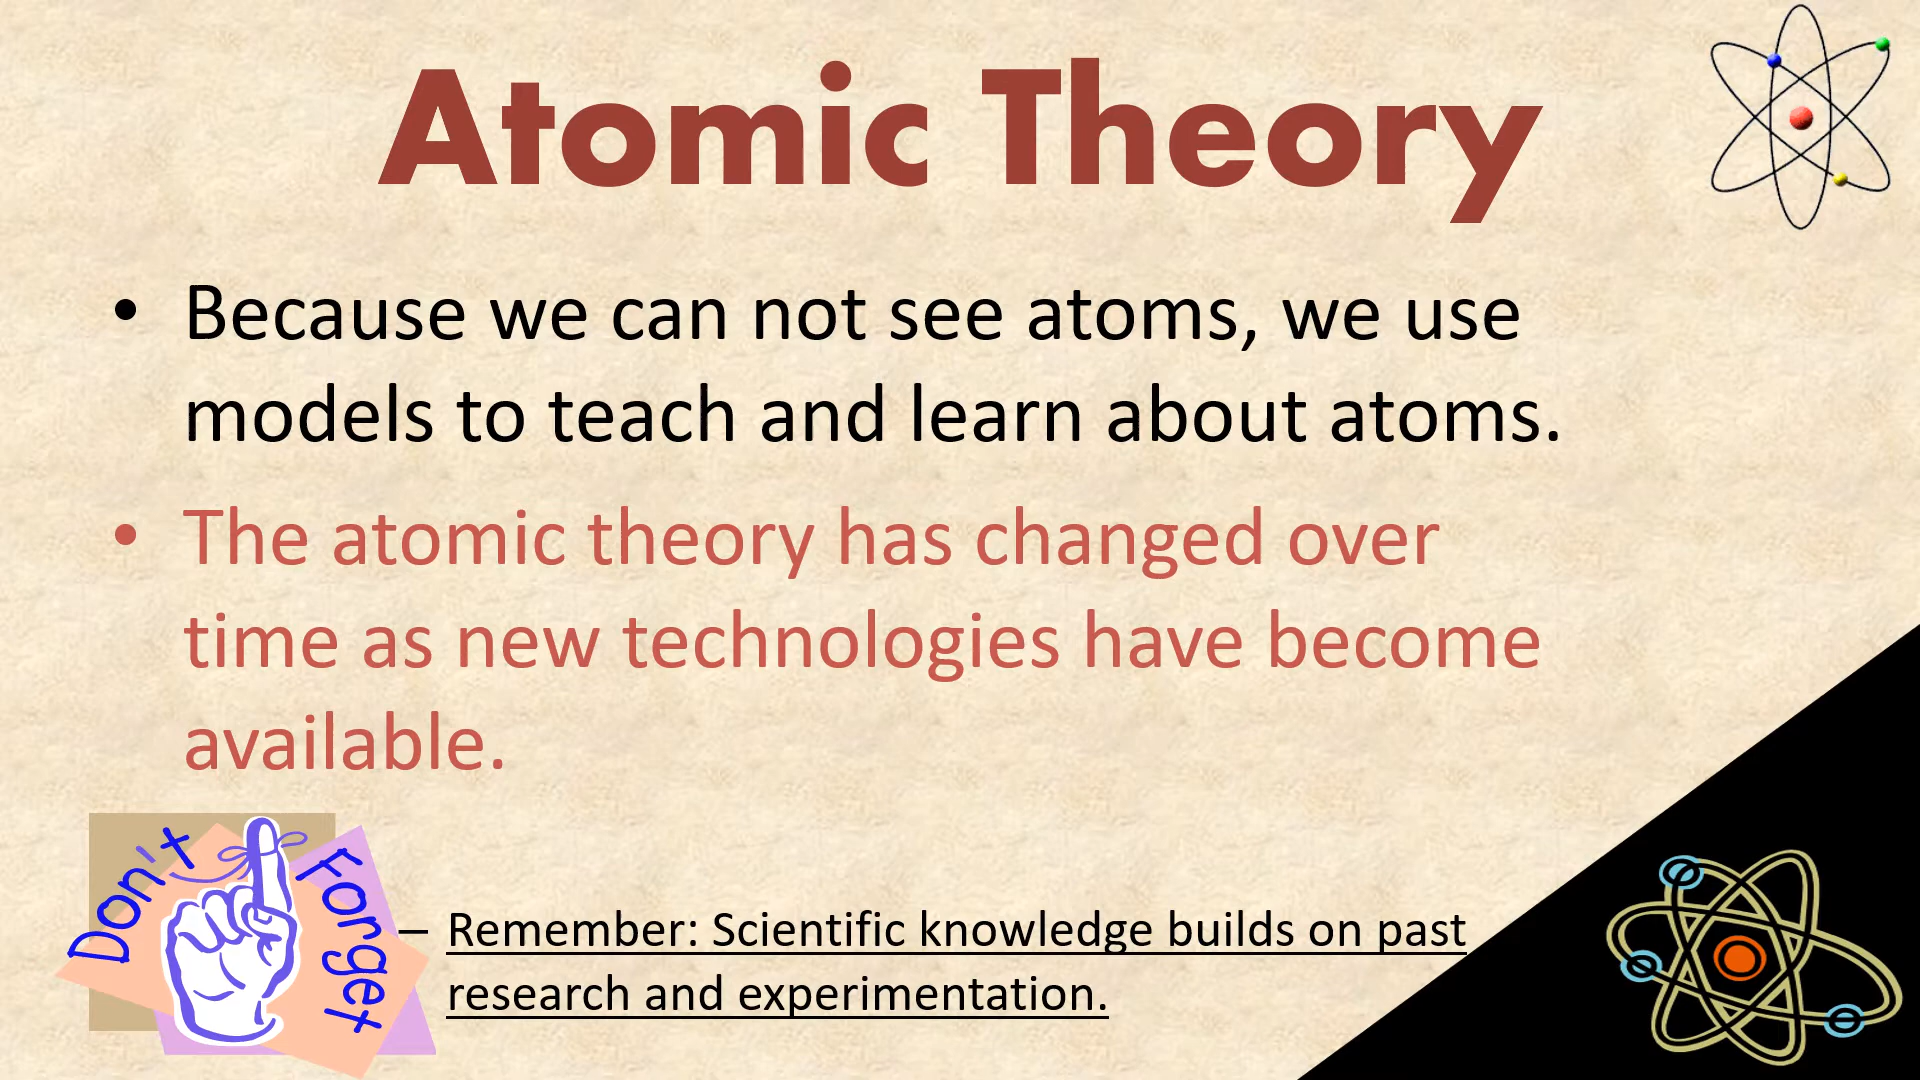 Atomic Theory
• Because we can not see atoms, we use
models to teach and learn about atoms.
• The atomic theory has changed over
time as new technologies have become
available.
Don't Forget
– Remember: Scientific knowledge builds on past
research and experimentation.